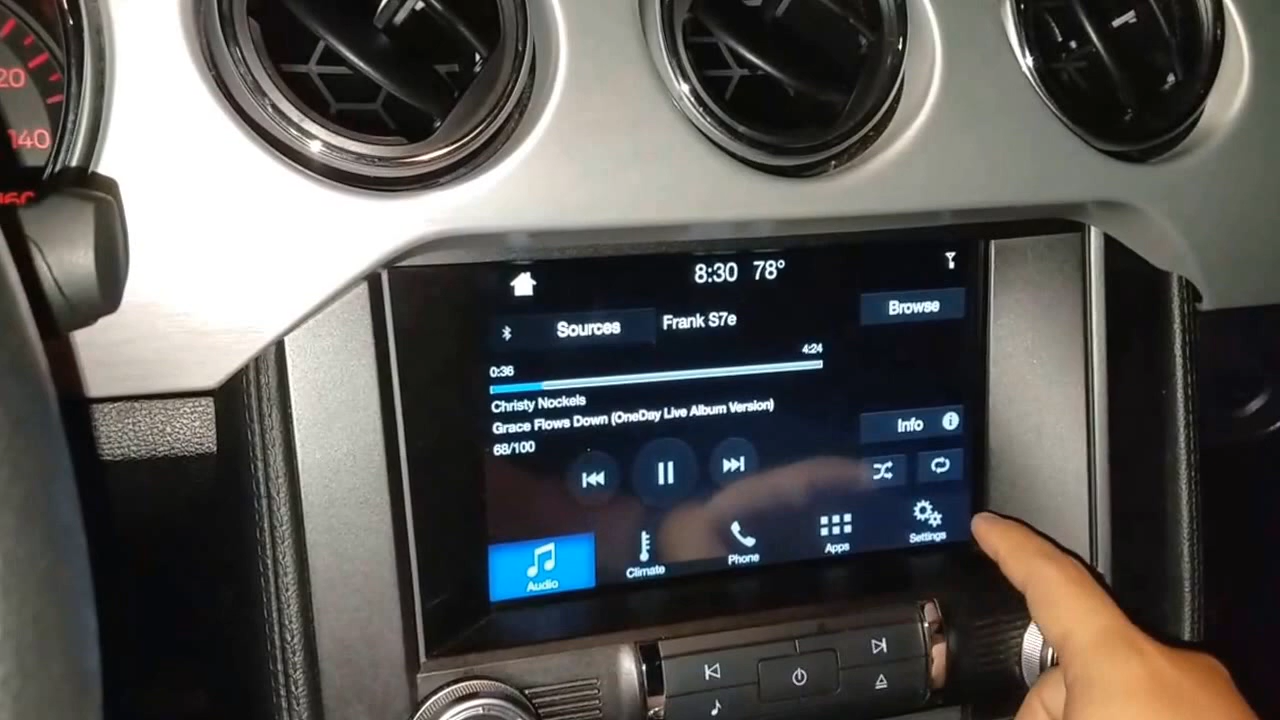 20
140
160
8:30 78°
Sources
Frank S7e
Browse
0:36
4:24
Christy Nockels
Grace Flows Down (OneDay Live Album Version)
68/100
Info
Audio
Climate
Phone
Apps
Settings